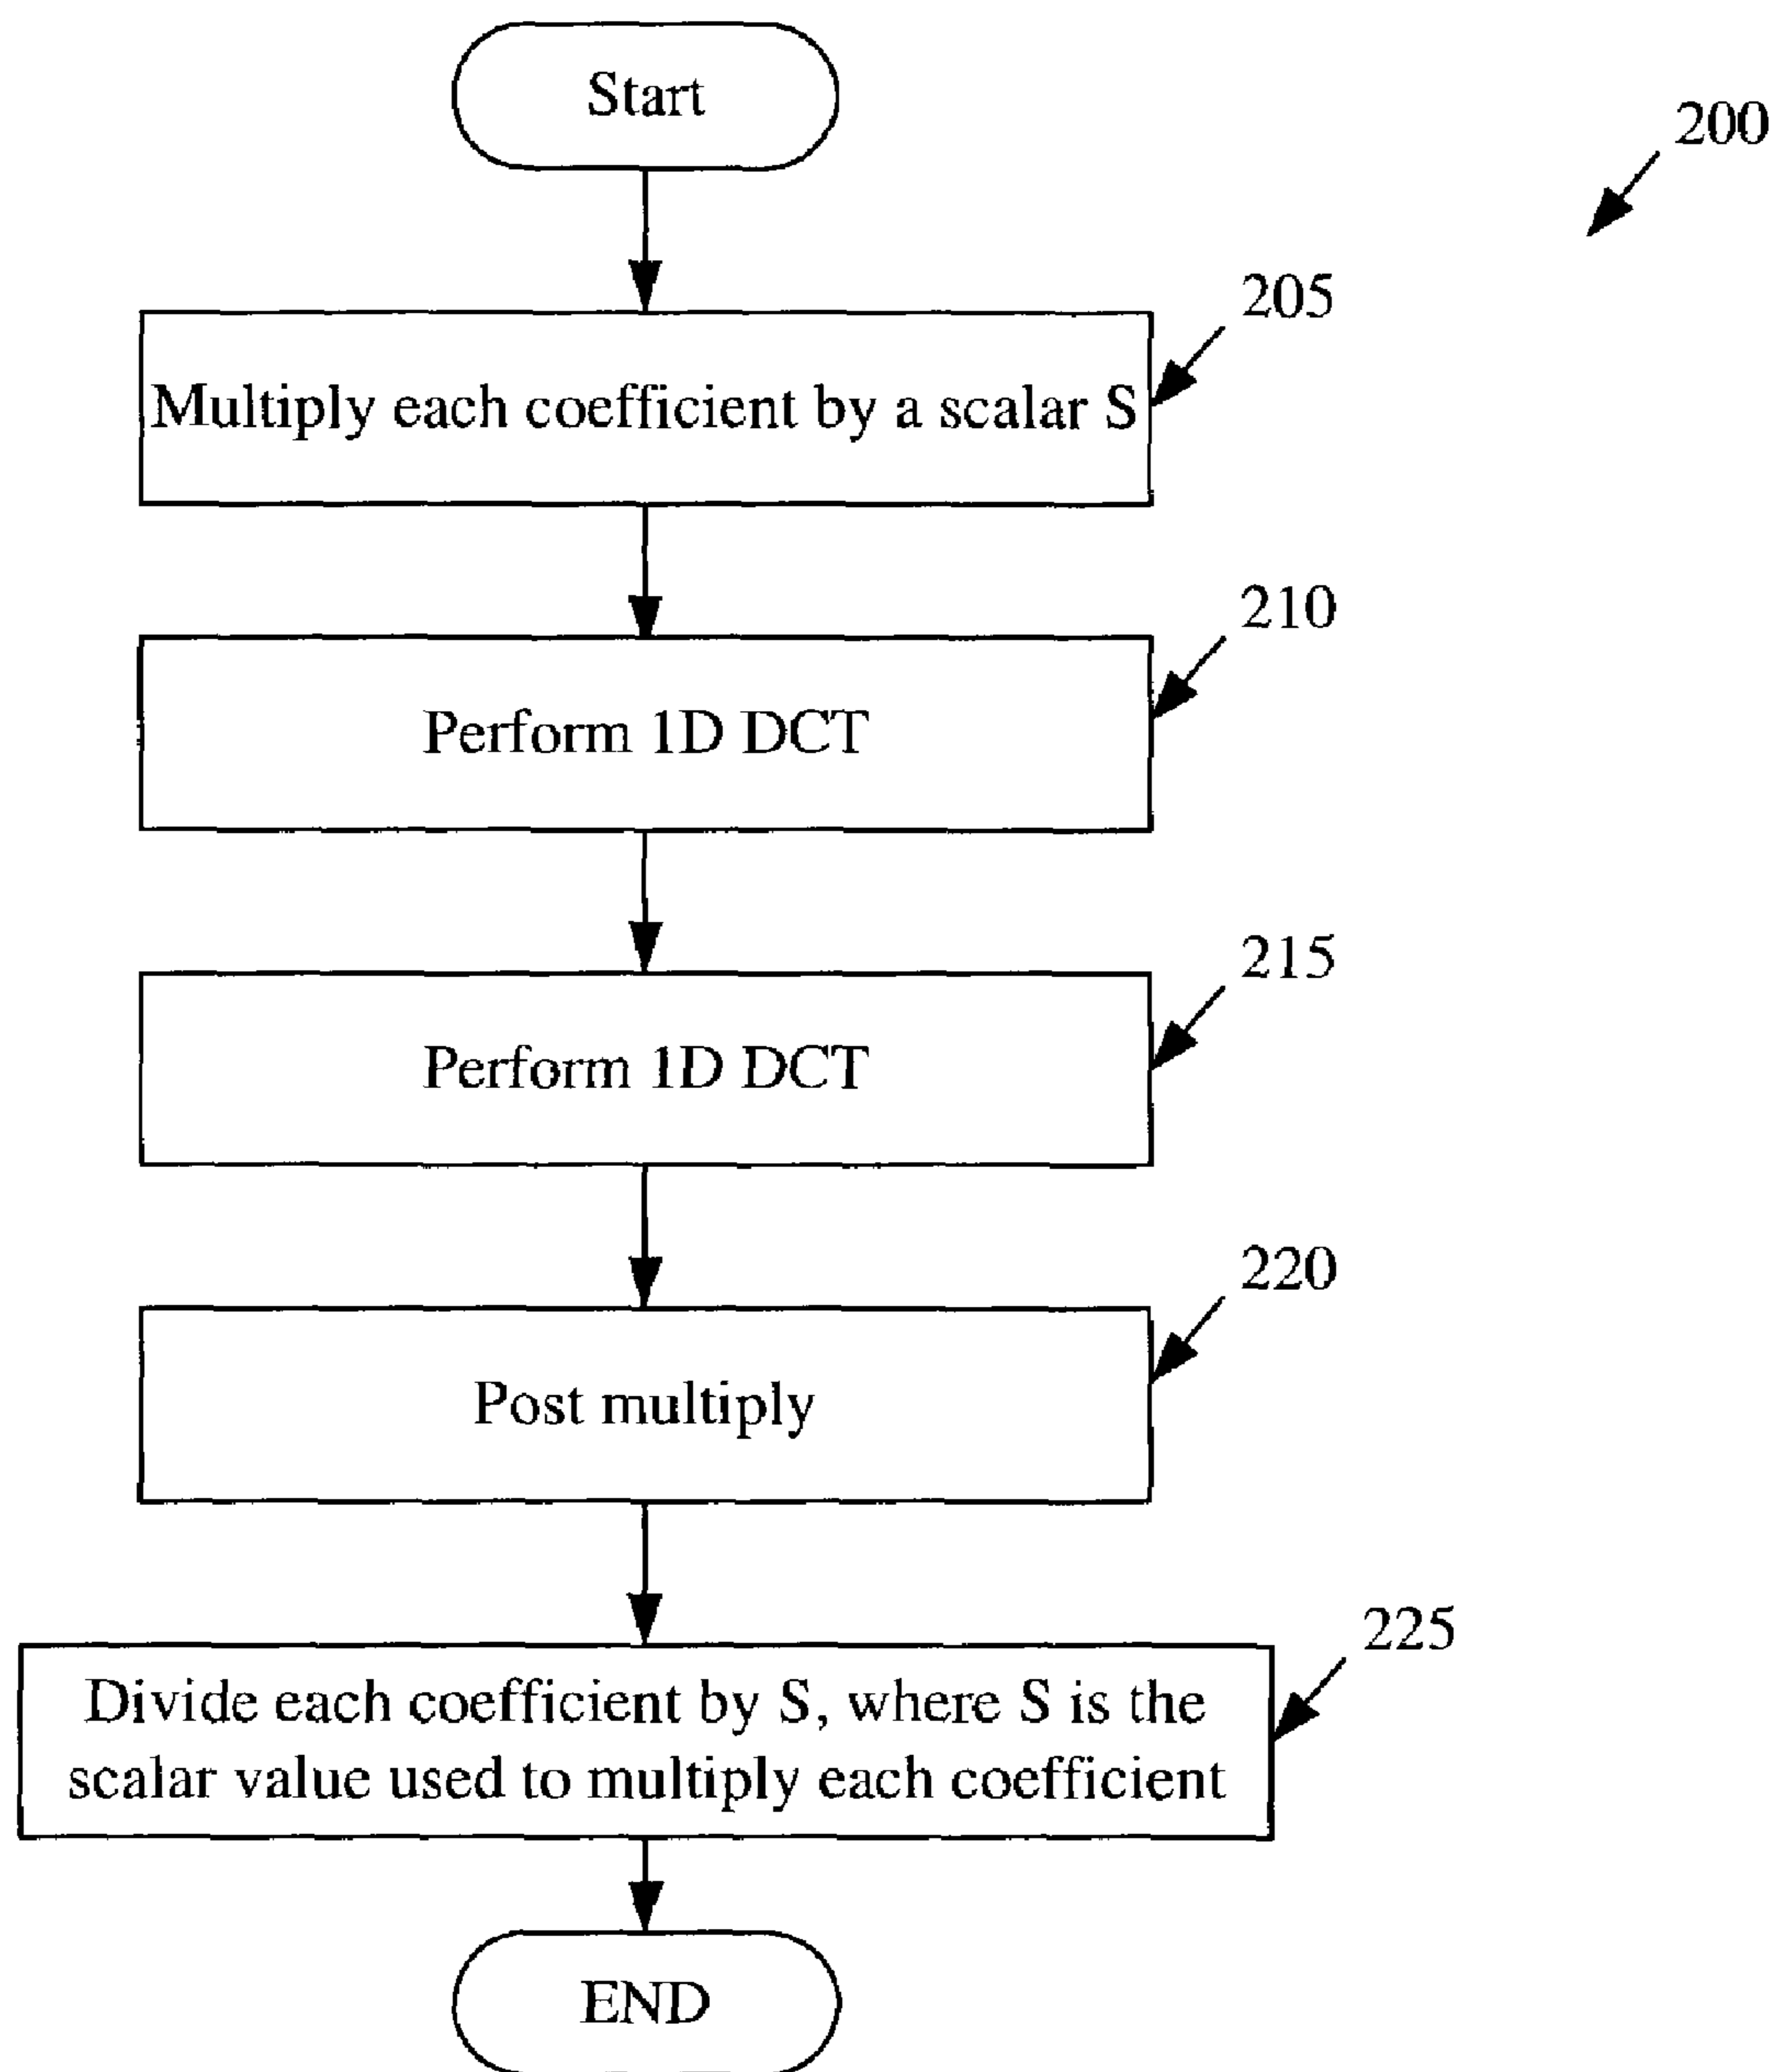 Start
200
205
Multiply each coefficient by a scalar S
210
Perform 1D DCT
215
Perform 1D DCT
220
Post multiply
225
Divide each coefficient by S, where S is the
scalar value used to multiply each coefficient
END